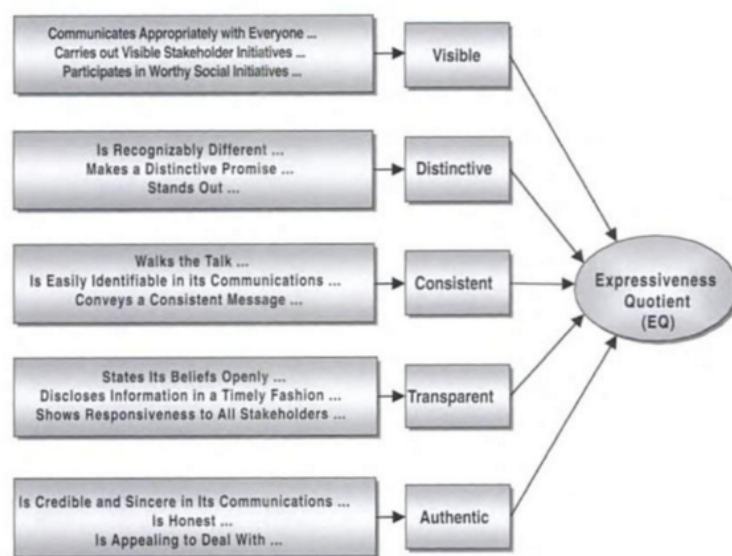 Communicates Appropriately with Everyone ...
Carries out Visible Stakeholder Initiatives ...
Participates in Worthy Social Initiatives ...
Visible
Is Recognizably Different ...
Makes a Distinctive Promise ...
Stands Out ...
Distinctive
Walks the Talk ...
Is Easily Identifiable in its Communications ...
Conveys a Consistent Message ...
Consistent
Expressiveness
Quotient
(EQ)
States Its Beliefs Openly ...
Discloses Information in a Timely Fashion ...
Shows Responsiveness to All Stakeholders ...
Transparent
Is Credible and Sincere in Its Communications ...
Is Honest ...
Is Appealing to Deal With ...
Authentic